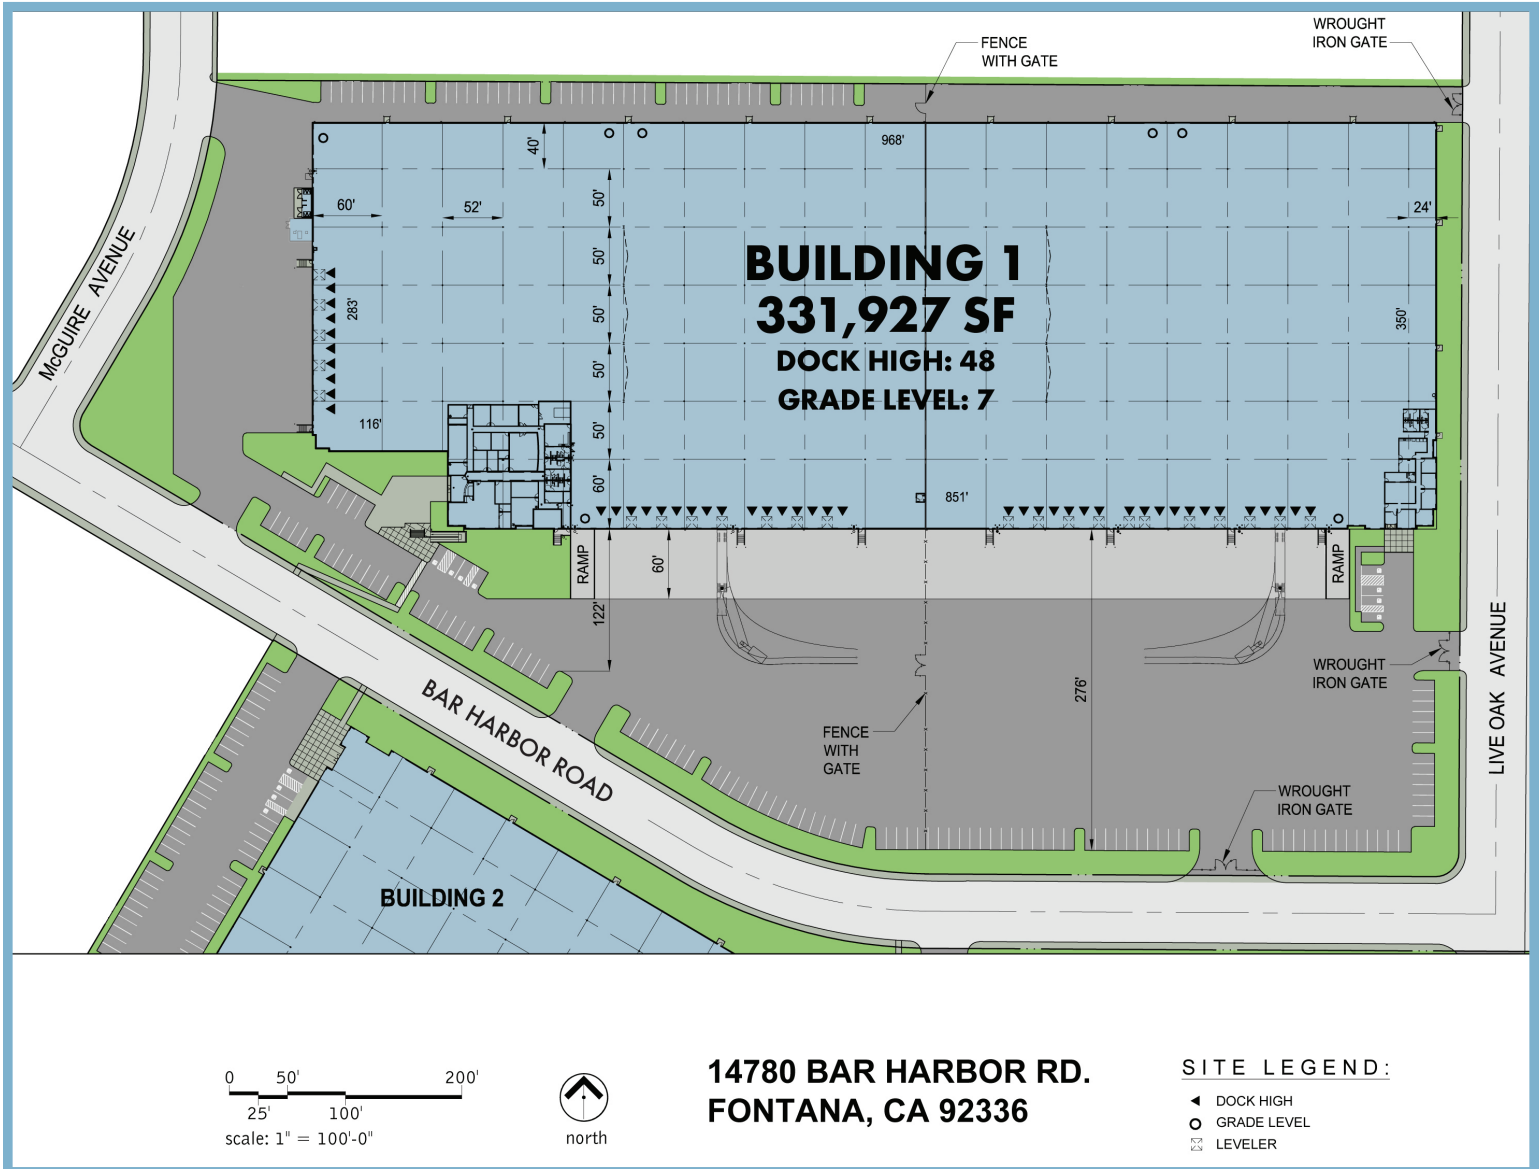 WROUGHT
IRON GATE
FENCE
WITH GATE
968'
40'
50'
60'
52'
24'
McGUIRE AVENUE
BUILDING 1
331,927 SF
DOCK HIGH: 48
GRADE LEVEL: 7
50'
283'
50'
350'
50'
116'
50'
60'
851'
RAMP
60'
RAMP
122'
276'
LIVE OAK AVENUE
WROUGHT
IRON GATE
BAR HARBOR ROAD
FENCE
WITH
GATE
WROUGHT
IRON GATE
BUILDING 2
0 50' 200'
25' 100'
scale: 1" = 100'-0"
north
14780 BAR HARBOR RD.
FONTANA, CA 92336
SITE LEGEND:
DOCK HIGH
GRADE LEVEL
LEVELER